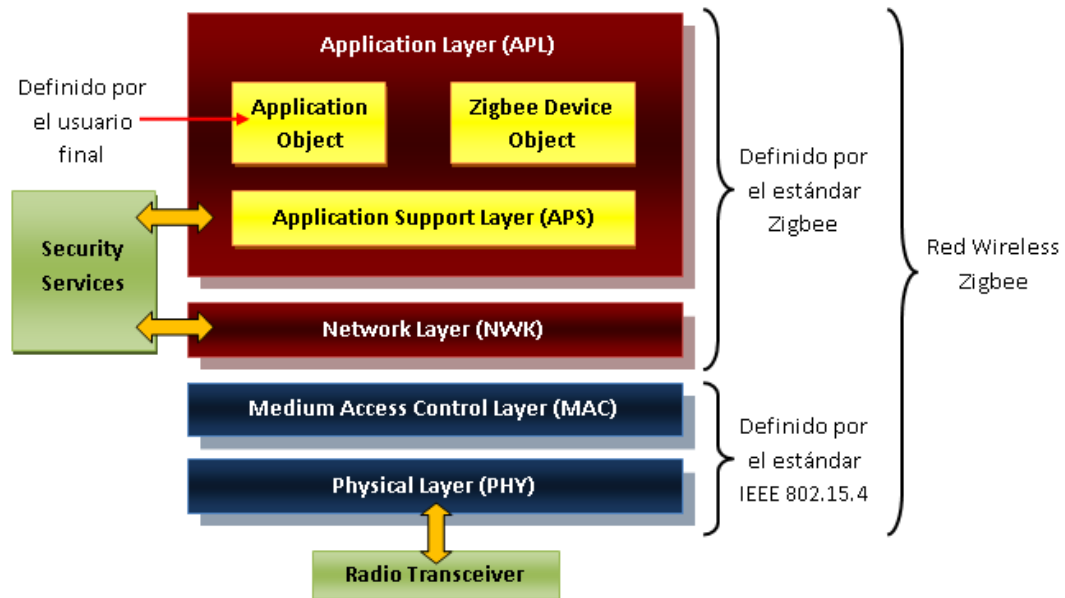 Application Layer (APL)
Definido por
el usuario
final
Application
Object
Zigbee Device
Object
Application Support Layer (APS)
Security
Services
Network Layer (NWK)
Definido por
el estándar
Zigbee
Red Wireless
Zigbee
Medium Access Control Layer (MAC)
Physical Layer (PHY)
Definido por
el estándar
IEEE 802.15.4
Radio Transceiver